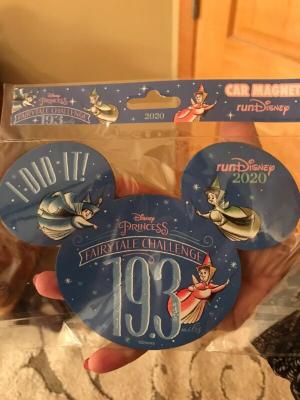 Disney
PRINCESS
FAIRYTALE CHALLENGE
19.3
2020
CAR MAGNET
runDisney
I DID IT!
runDisney
2020
Disney
PRINCESS
FAIRYTALE CHALLENGE
19.3
miles